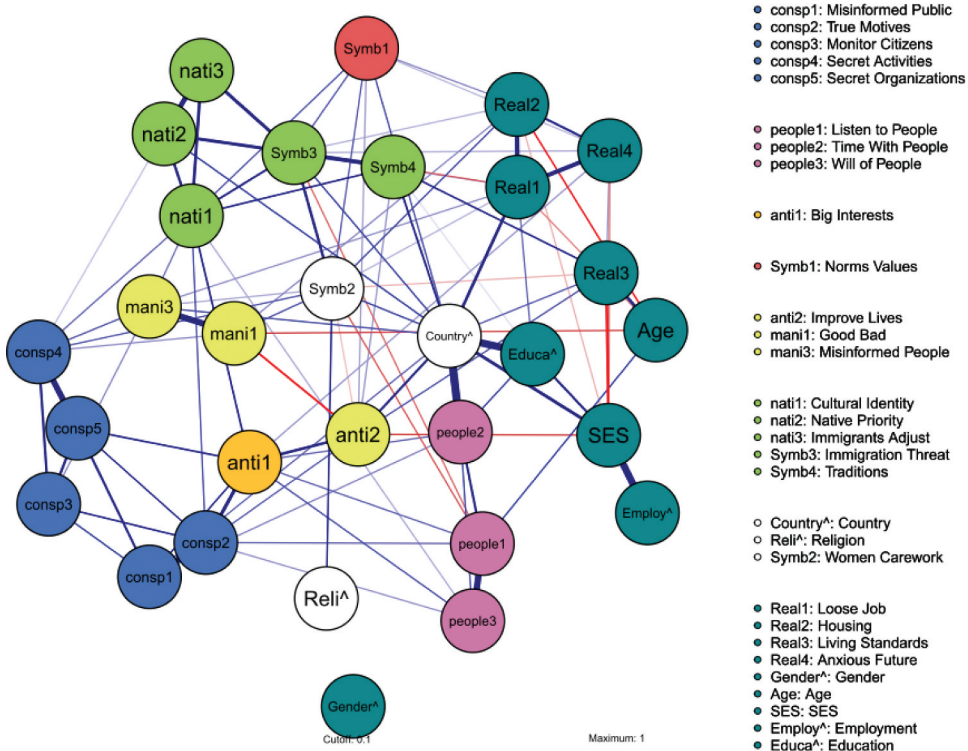 Symb1
nati3
Real2
nati2
Real4
Symb3
Symb4
Real1
nati1
Real3
Symb2
mani3
mani1
Age
Country^
Educa^
consp4
consp5
anti2
people2
SES
anti1
consp3
Employ^
consp2
people1
consp1
Reli^
people3
Gender^
Cutoff: 0.1
Maximum: 1
consp1: Misinformed Public
consp2: True Motives
consp3: Monitor Citizens
consp4: Secret Activities
consp5: Secret Organizations
people1: Listen to People
people2: Time With People
people3: Will of People
anti1: Big Interests
Symb1: Norms Values
anti2: Improve Lives
mani1: Good Bad
mani3: Misinformed People
nati1: Cultural Identity
nati2: Native Priority
nati3: Immigrants Adjust
Symb3: Immigration Threat
Symb4: Traditions
Country^: Country
Reli^: Religion
Symb2: Women Carework
Real1: Loose Job
Real2: Housing
Real3: Living Standards
Real4: Anxious Future
Gender^: Gender
Age: Age
SES: SES
Employ^: Employment
Educa^: Education